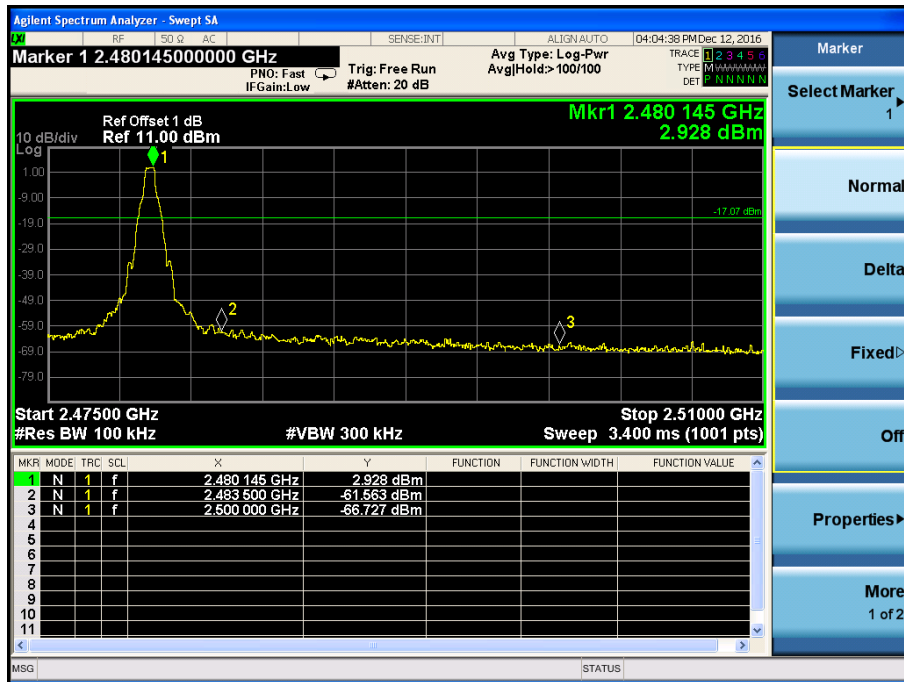 Agilent Spectrum Analyzer - Swept SA
LXI RF 50 Ω AC SENSE:INT ALIGN AUTO 04:04:38 PM Dec 12, 2016
Marker 1 2.480145000000 GHz
PNO: Fast
IFGain:Low
Trig: Free Run
#Atten: 20 dB
Avg Type: Log-Pwr
Avg|Hold:>100/100
TRACE 1 2 3 4 5 6
TYPE M WWWWW
DET P N N N N N
Ref Offset 1 dB
10 dB/div Ref 11.00 dBm
Log
Mkr1 2.480 145 GHz
2.928 dBm
1
1.00
-9.00
-17.07 dBm
-19.0
-29.0
-39.0
-49.0
2
-59.0
3
-69.0
-79.0
Start 2.47500 GHz Stop 2.51000 GHz
#Res BW 100 kHz #VBW 300 kHz Sweep 3.400 ms (1001 pts)
MKR MODE TRC SCL X Y FUNCTION FUNCTION WIDTH FUNCTION VALUE
1 N 1 f 2.480 145 GHz 2.928 dBm
2 N 1 f 2.483 500 GHz -61.563 dBm
3 N 1 f 2.500 000 GHz -66.727 dBm
4
5
6
7
8
9
10
11
MSG STATUS
Marker
Select Marker
1
Normal
Delta
Fixed
Off
Properties
More
1 of 2